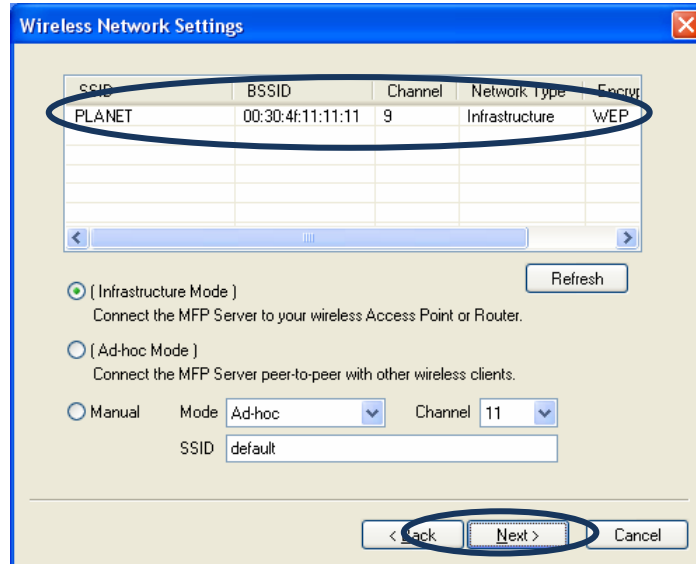 Wireless Network Settings
SSID BSSID Channel Network Type Encryp
PLANET 00:30:4f:11:11:11 9 Infrastructure WEP
Refresh
( Infrastructure Mode )
Connect the MFP Server to your wireless Access Point or Router.
( Ad-hoc Mode )
Connect the MFP Server peer-to-peer with other wireless clients.
Manual Mode Ad-hoc Channel 11
SSID default
< Back Next > Cancel